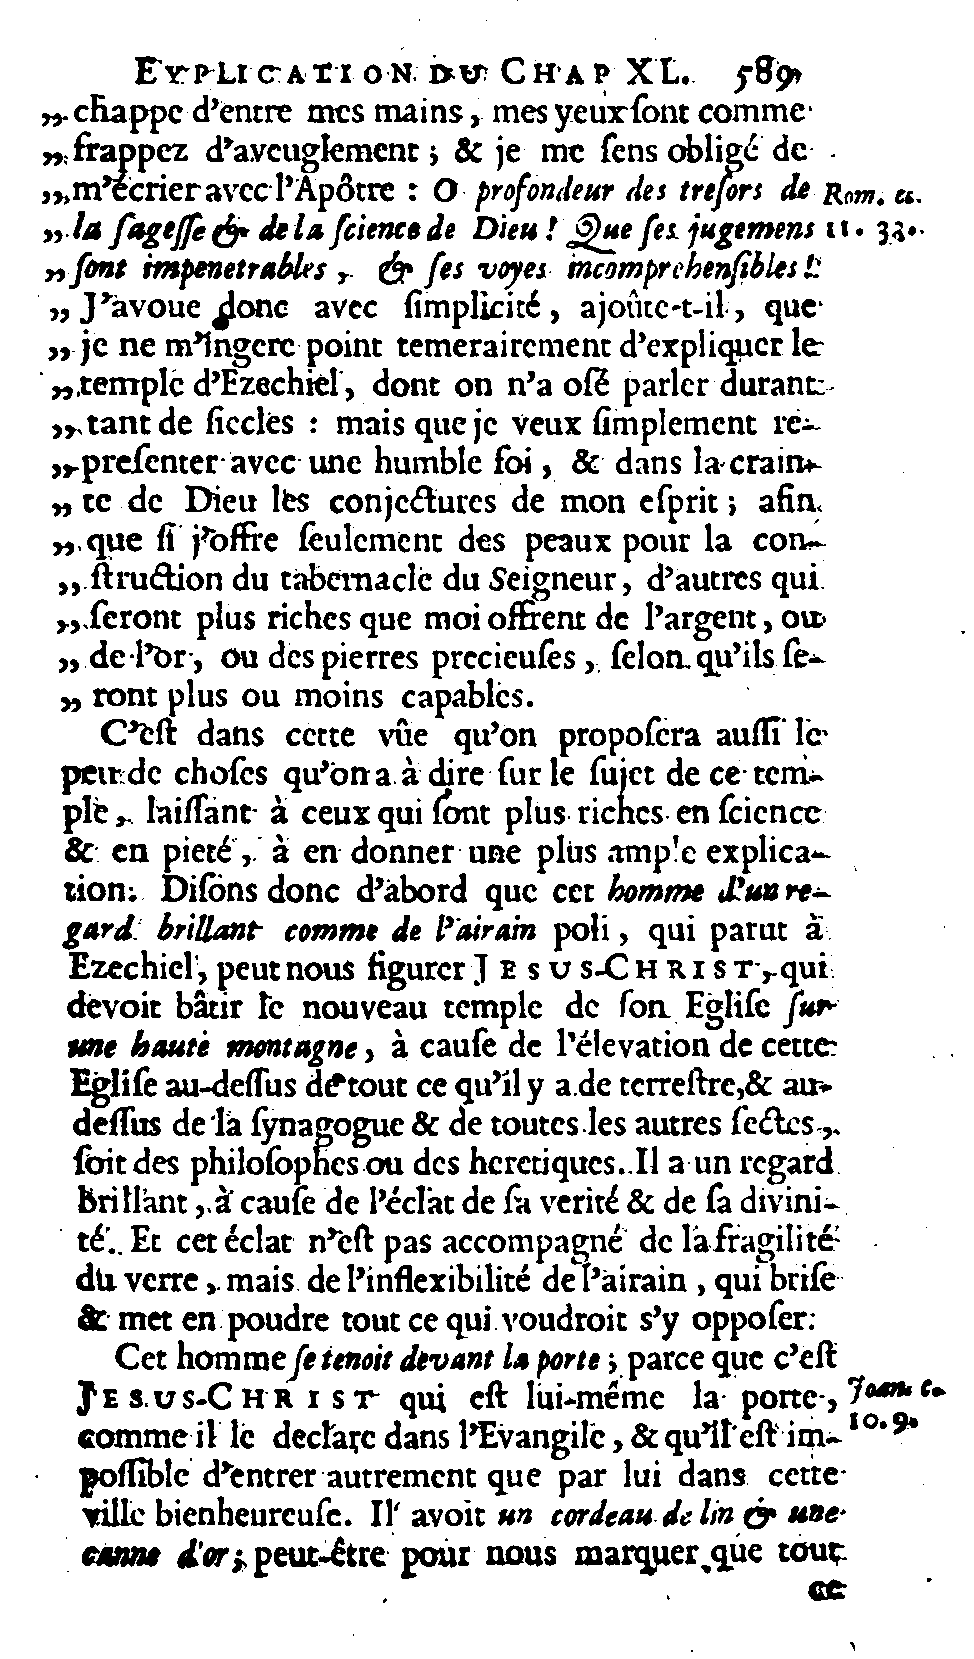 EXPLICATION DU CHAP XL. 589
„ chappe d'entre mes mains, mes yeux ſont comme
„ frappez d'aveuglement ; & je me ſens obligé de
„ m'écrier avec l'Apôtre : O profondeur des treſors de Rom. c.
„ la ſageſſe & de la ſcience de Dieu ! Que ſes jugemens 11. 33.
„ ſont impenetrables, & ſes voyes incomprehenſibles !
„ J'avoue donc avec ſimplicité, ajoûte-t-il, que
„ je ne m'ingere point temerairement d'expliquer le
„ temple d'Ezechiel, dont on n'a oſé parler durant
„ tant de ſiecles : mais que je veux ſimplement re-
„ preſenter avec une humble foi, & dans la crain-
„ te de Dieu les conjectures de mon eſprit ; afin
„ que ſi j'offre ſeulement des peaux pour la con-
„ ſtruction du tabernacle du Seigneur, d'autres qui
„ ſeront plus riches que moi offrent de l'argent, ou
„ de l'or, ou des pierres precieuſes, ſelon qu'ils ſe-
„ ront plus ou moins capables.
C'eſt dans cette vûe qu'on propoſera auſſi le
peu de choſes qu'on a à dire ſur le ſujet de ce tem-
ple, laiſſant à ceux qui ſont plus riches en ſcience
& en pieté, à en donner une plus ample explica-
tion. Diſons donc d'abord que cet homme d'un re-
gard brillant comme de l'airain poli, qui parut à
Ezechiel, peut nous figurer JESUS-CHRIST, qui
devoit bâtir le nouveau temple de ſon Egliſe ſur
une haute montagne, à cauſe de l'élevation de cette
Egliſe au-deſſus de tout ce qu'il y a de terreſtre, & au-
deſſus de la ſynagogue & de toutes les autres ſectes,
ſoit des philoſophes ou des heretiques. Il a un regard
brillant, à cauſe de l'éclat de ſa verité & de ſa divini-
té. Et cet éclat n'eſt pas accompagné de la fragilité
du verre, mais de l'inflexibilité de l'airain, qui briſe
& met en poudre tout ce qui voudroit s'y oppoſer.
Cet homme ſe tenoit devant la porte ; parce que c'eſt
JESUS-CHRIST qui eſt lui-même la porte, Joan. c.
comme il le declare dans l'Evangile, & qu'il eſt im- 10. 9.
poſſible d'entrer autrement que par lui dans cette
ville bienheureuſe. Il avoit un cordeau de lin & une
canne d'or ; peut-être pour nous marquer que tout
ce